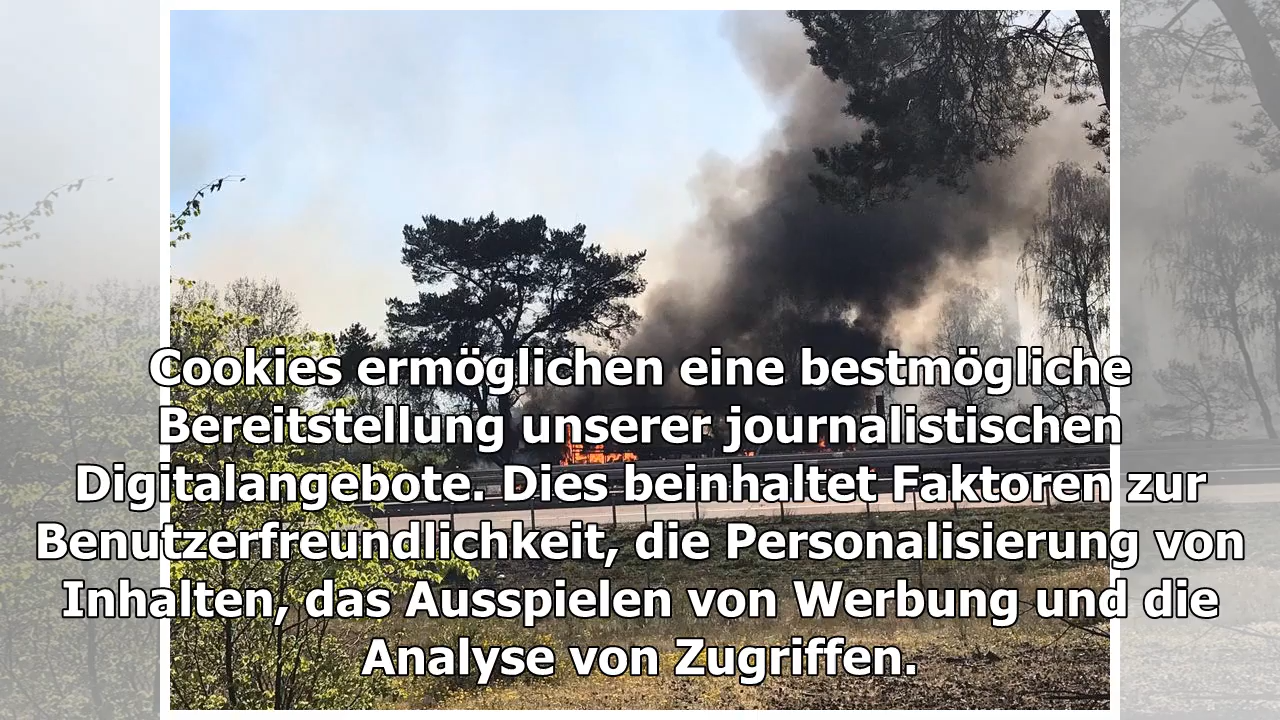 Cookies ermöglichen eine bestmögliche
Bereitstellung unserer journalistischen
Digitalangebote. Dies beinhaltet Faktoren zur
Benutzerfreundlichkeit, die Personalisierung von
Inhalten, das Ausspielen von Werbung und die
Analyse von Zugriffen.